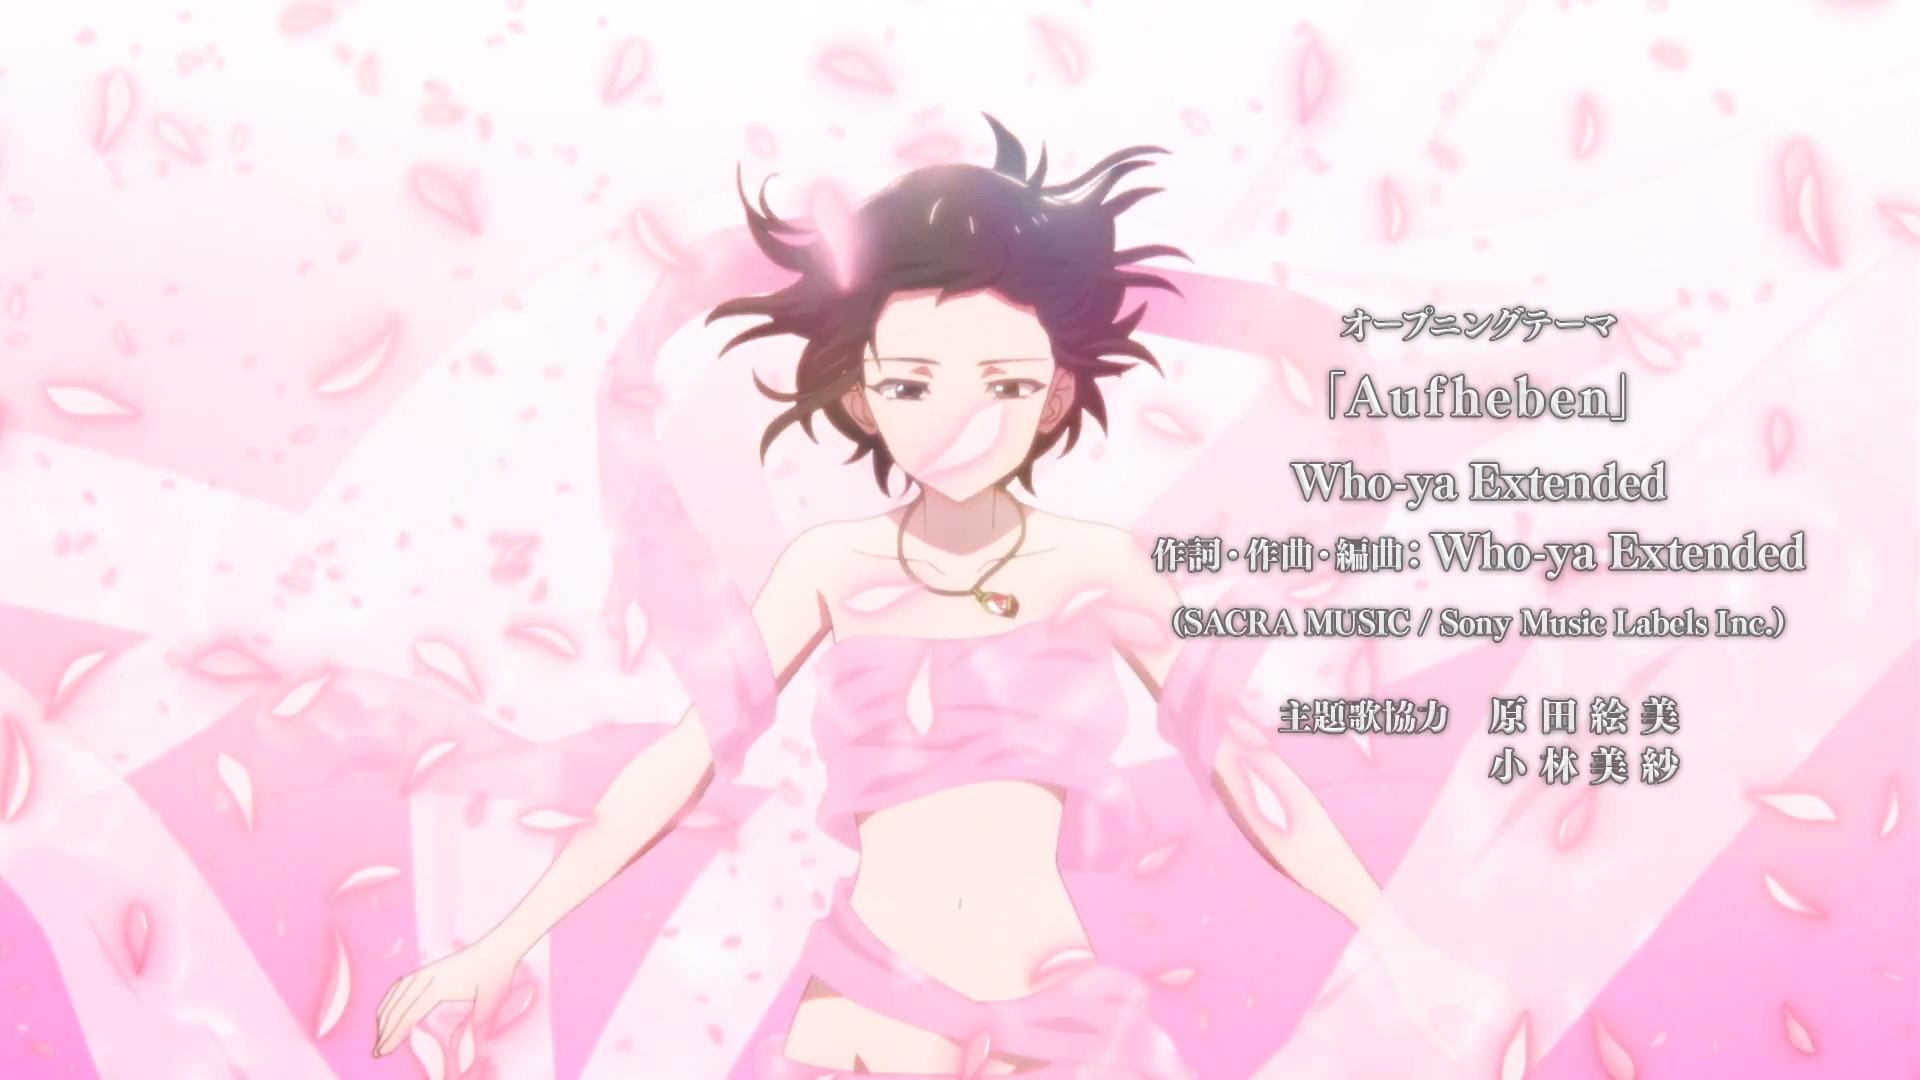 オープニングテーマ
「Aufheben」
Who-ya Extended
作詞・作曲・編曲：Who-ya Extended
（SACRA MUSIC / Sony Music Labels Inc.）
主題歌協力　原田絵美
小林美紗